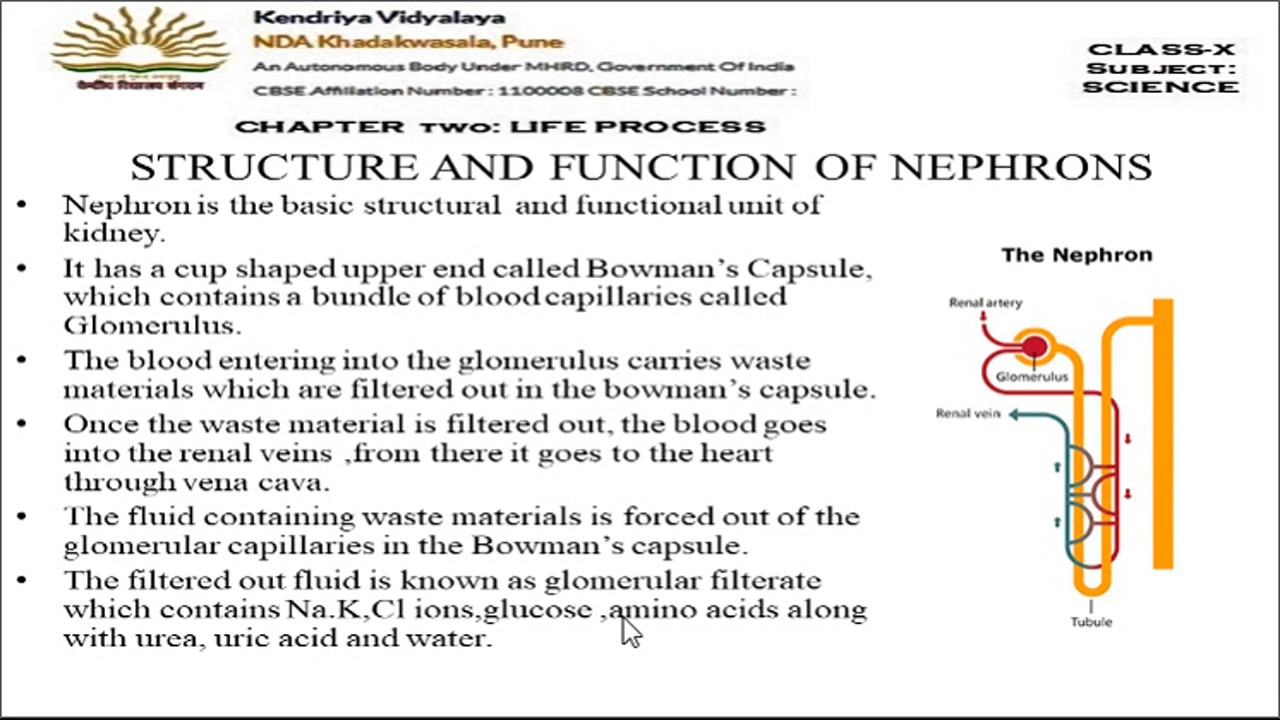 Kendriya Vidyalaya
NDA Khadakwasala, Pune
An Autonomous Body Under MHRD, Government Of India
CBSE Affiliation Number : 1100008 CBSE School Number :
केन्द्रीय विद्यालय संगठन
CLASS-X
SUBJECT:
SCIENCE
CHAPTER TWO: LIFE PROCESS
STRUCTURE AND FUNCTION OF NEPHRONS
• Nephron is the basic structural and functional unit of
kidney.
• It has a cup shaped upper end called Bowman's Capsule,
which contains a bundle of blood capillaries called
Glomerulus.
• The blood entering into the glomerulus carries waste
materials which are filtered out in the bowman's capsule.
• Once the waste material is filtered out, the blood goes
into the renal veins ,from there it goes to the heart
through vena cava.
• The fluid containing waste materials is forced out of the
glomerular capillaries in the Bowman's capsule.
• The filtered out fluid is known as glomerular filterate
which contains Na.K,Cl ions,glucose ,amino acids along
with urea, uric acid and water.
The Nephron
Renal artery
Glomerulus
Renal vein
Tubule